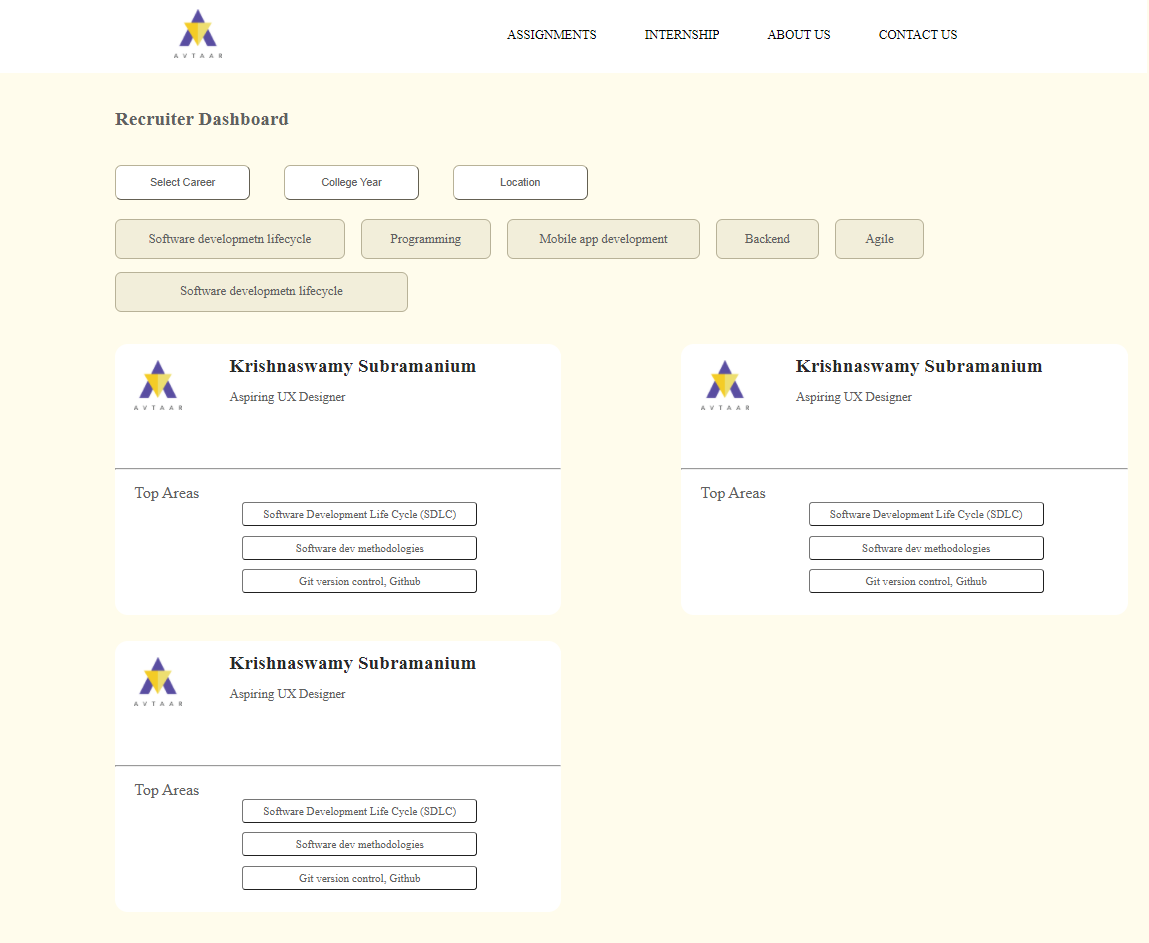 AVTAAR
ASSIGNMENTS INTERNSHIP ABOUT US CONTACT US
Recruiter Dashboard
Select Career College Year Location
Software developmetn lifecycle Programming Mobile app development Backend Agile
Software developmetn lifecycle
AVTAAR
Krishnaswamy Subramanium
Aspiring UX Designer
Top Areas
Software Development Life Cycle (SDLC)
Software dev methodologies
Git version control, Github
AVTAAR
Krishnaswamy Subramanium
Aspiring UX Designer
Top Areas
Software Development Life Cycle (SDLC)
Software dev methodologies
Git version control, Github
AVTAAR
Krishnaswamy Subramanium
Aspiring UX Designer
Top Areas
Software Development Life Cycle (SDLC)
Software dev methodologies
Git version control, Github